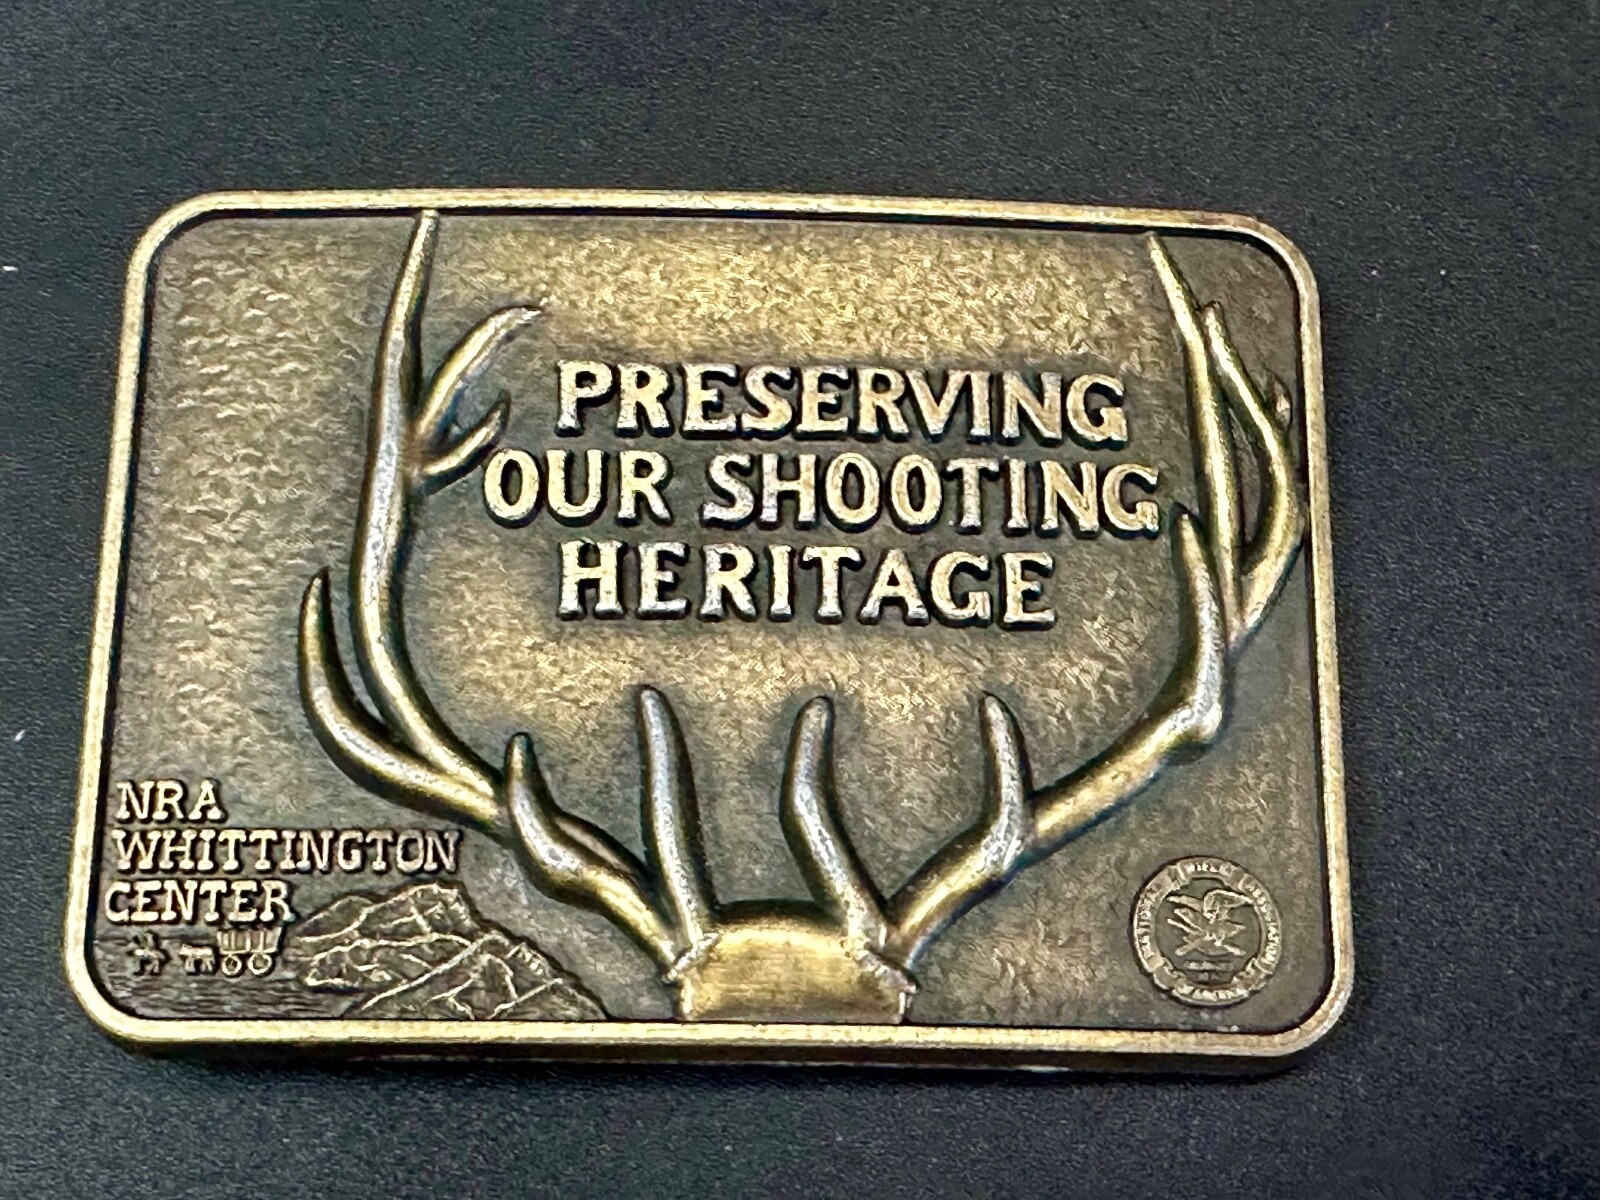 PRESERVING
OUR SHOOTING
HERITAGE
NRA
WHITTINGTON
CENTER